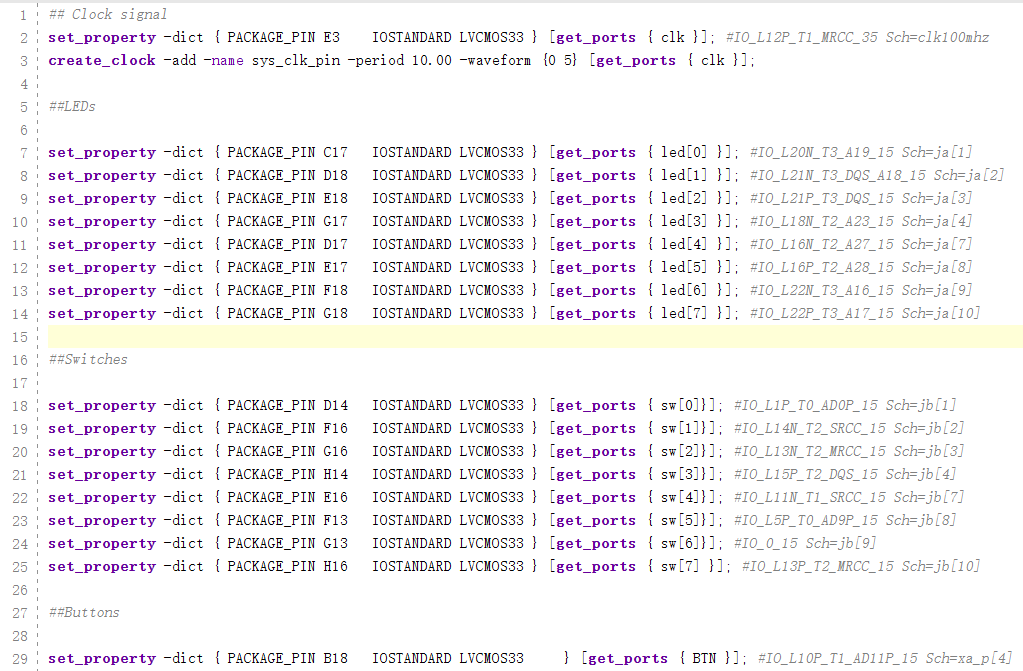 1 ## Clock signal
2 set_property -dict { PACKAGE_PIN E3    IOSTANDARD LVCMOS33 } [get_ports { clk }]; #IO_L12P_T1_MRCC_35 Sch=clk100mhz
3 create_clock -add -name sys_clk_pin -period 10.00 -waveform {0 5} [get_ports { clk }];
4
5 ##LEDs
6
7 set_property -dict { PACKAGE_PIN C17   IOSTANDARD LVCMOS33 } [get_ports { led[0] }]; #IO_L20N_T3_A19_15 Sch=ja[1]
8 set_property -dict { PACKAGE_PIN D18   IOSTANDARD LVCMOS33 } [get_ports { led[1] }]; #IO_L21N_T3_DQS_A18_15 Sch=ja[2]
9 set_property -dict { PACKAGE_PIN E18   IOSTANDARD LVCMOS33 } [get_ports { led[2] }]; #IO_L21P_T3_DQS_15 Sch=ja[3]
10 set_property -dict { PACKAGE_PIN G17   IOSTANDARD LVCMOS33 } [get_ports { led[3] }]; #IO_L18N_T2_A23_15 Sch=ja[4]
11 set_property -dict { PACKAGE_PIN D17   IOSTANDARD LVCMOS33 } [get_ports { led[4] }]; #IO_L16N_T2_A27_15 Sch=ja[7]
12 set_property -dict { PACKAGE_PIN E17   IOSTANDARD LVCMOS33 } [get_ports { led[5] }]; #IO_L16P_T2_A28_15 Sch=ja[8]
13 set_property -dict { PACKAGE_PIN F18   IOSTANDARD LVCMOS33 } [get_ports { led[6] }]; #IO_L22N_T3_A16_15 Sch=ja[9]
14 set_property -dict { PACKAGE_PIN G18   IOSTANDARD LVCMOS33 } [get_ports { led[7] }]; #IO_L22P_T3_A17_15 Sch=ja[10]
15
16 ##Switches
17
18 set_property -dict { PACKAGE_PIN D14   IOSTANDARD LVCMOS33 } [get_ports { sw[0]}]; #IO_L1P_T0_AD0P_15 Sch=jb[1]
19 set_property -dict { PACKAGE_PIN F16   IOSTANDARD LVCMOS33 } [get_ports { sw[1]}]; #IO_L14N_T2_SRCC_15 Sch=jb[2]
20 set_property -dict { PACKAGE_PIN G16   IOSTANDARD LVCMOS33 } [get_ports { sw[2]}]; #IO_L13N_T2_MRCC_15 Sch=jb[3]
21 set_property -dict { PACKAGE_PIN H14   IOSTANDARD LVCMOS33 } [get_ports { sw[3]}]; #IO_L15P_T2_DQS_15 Sch=jb[4]
22 set_property -dict { PACKAGE_PIN E16   IOSTANDARD LVCMOS33 } [get_ports { sw[4]}]; #IO_L11N_T1_SRCC_15 Sch=jb[7]
23 set_property -dict { PACKAGE_PIN F13   IOSTANDARD LVCMOS33 } [get_ports { sw[5]}]; #IO_L5P_T0_AD9P_15 Sch=jb[8]
24 set_property -dict { PACKAGE_PIN G13   IOSTANDARD LVCMOS33 } [get_ports { sw[6]}]; #IO_0_15 Sch=jb[9]
25 set_property -dict { PACKAGE_PIN H16   IOSTANDARD LVCMOS33 } [get_ports { sw[7] }]; #IO_L13P_T2_MRCC_15 Sch=jb[10]
26
27 ##Buttons
28
29 set_property -dict { PACKAGE_PIN B18   IOSTANDARD LVCMOS33     } [get_ports { BTN }]; #IO_L10P_T1_AD11P_15 Sch=xa_p[4]